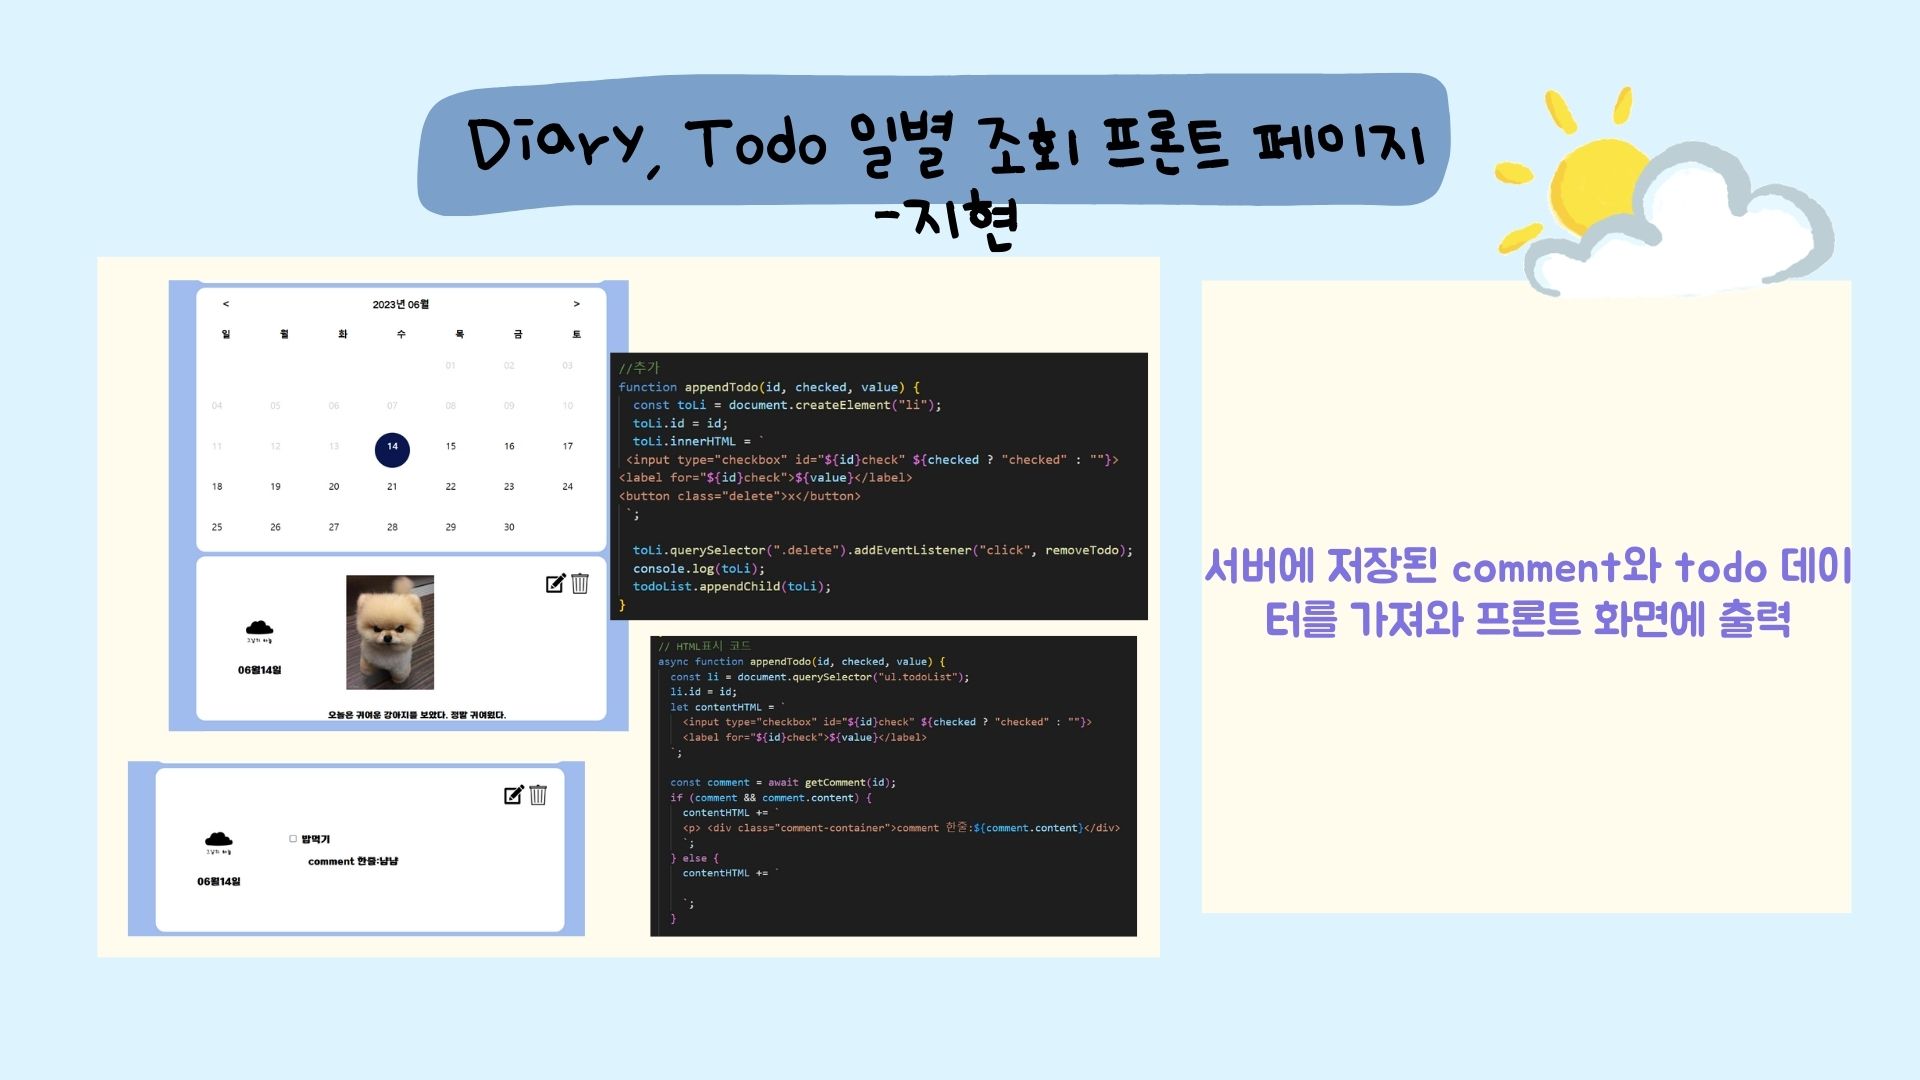 Diary, Todo 일별 조회 프론트 페이지
-지현
< 2023년 06월 >
일 월 화 수 목 금 토
01 02 03
04 05 06 07 08 09 10
11 12 13 14 15 16 17
18 19 20 21 22 23 24
25 26 27 28 29 30
그날의 하늘
06월14일
오늘은 귀여운 강아지를 보았다. 정말 귀여웠다.
그날의 하늘
06월14일
밥먹기
comment 한줄:냠냠
//추가
function appendTodo(id, checked, value) {
const toLi = document.createElement("li");
toLi.id = id;
toLi.innerHTML = `
<input type="checkbox" id="${id}check" ${checked ? "checked" : ""}>
<label for="${id}check">${value}</label>
<button class="delete">x</button>
`;
toLi.querySelector(".delete").addEventListener("click", removeTodo);
console.log(toLi);
todoList.appendChild(toLi);
}
// HTML표시 코드
async function appendTodo(id, checked, value) {
const li = document.querySelector("ul.todoList");
li.id = id;
let contentHTML = `
<input type="checkbox" id="${id}check" ${checked ? "checked" : ""}>
<label for="${id}check">${value}</label>
`;
const comment = await getComment(id);
if (comment && comment.content) {
contentHTML += `
<p> <div class="comment-container">comment 한줄:${comment.content}</div>
`;
} else {
contentHTML += `
`;
}
서버에 저장된 comment와 todo 데이
터를 가져와 프론트 화면에 출력